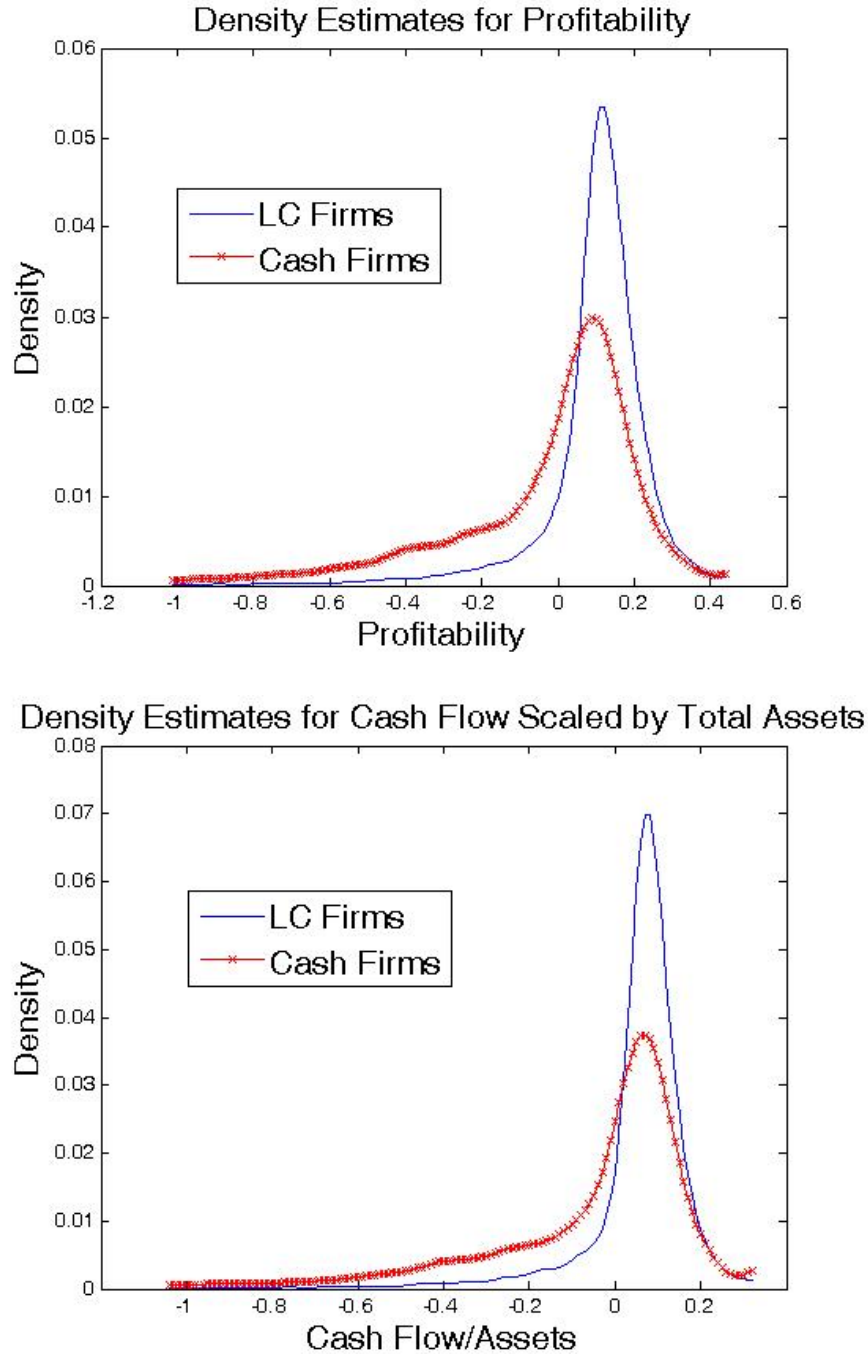 Density Estimates for Profitability
0.06
0.05
0.04
0.03
0.02
0.01
0
Density
LC Firms
Cash Firms
-1.2 -1 -0.8 -0.6 -0.4 -0.2 0 0.2 0.4 0.6
Profitability
Density Estimates for Cash Flow Scaled by Total Assets
0.08
0.07
0.06
0.05
0.04
0.03
0.02
0.01
0
Density
LC Firms
Cash Firms
-1 -0.8 -0.6 -0.4 -0.2 0 0.2
Cash Flow/Assets